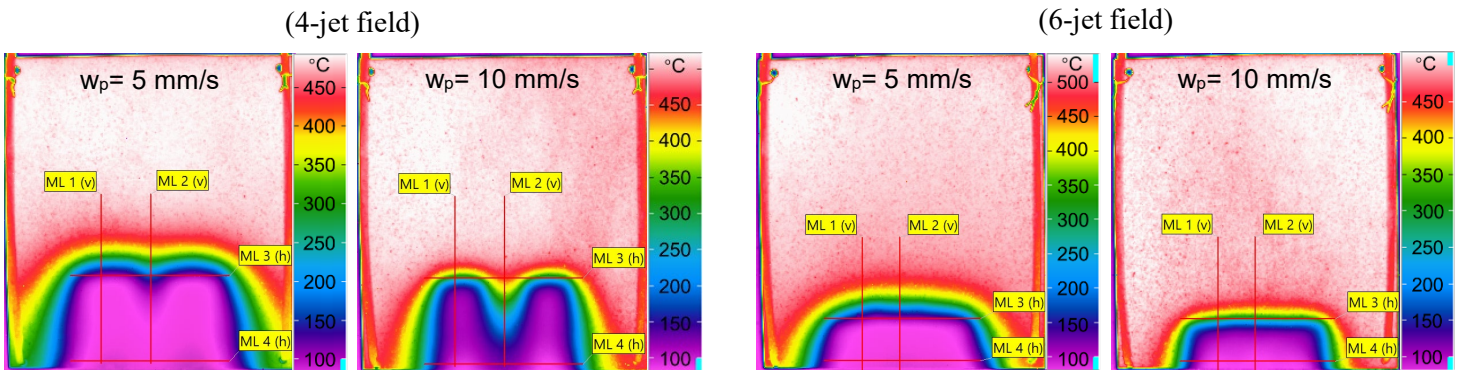 (4-jet field)
(6-jet field)
wₚ= 5 mm/s
ML 1 (v)
ML 2 (v)
ML 3 (h)
ML 4 (h)
°C
450
400
350
300
250
200
150
100
wₚ= 10 mm/s
ML 1 (v)
ML 2 (v)
ML 3 (h)
ML 4 (h)
°C
450
400
350
300
250
200
150
100
wₚ= 5 mm/s
ML 1 (v)
ML 2 (v)
ML 3 (h)
ML 4 (h)
°C
500
450
400
350
300
250
200
150
100
wₚ= 10 mm/s
ML 1 (v)
ML 2 (v)
ML 3 (h)
ML 4 (h)
°C
450
400
350
300
250
200
150
100